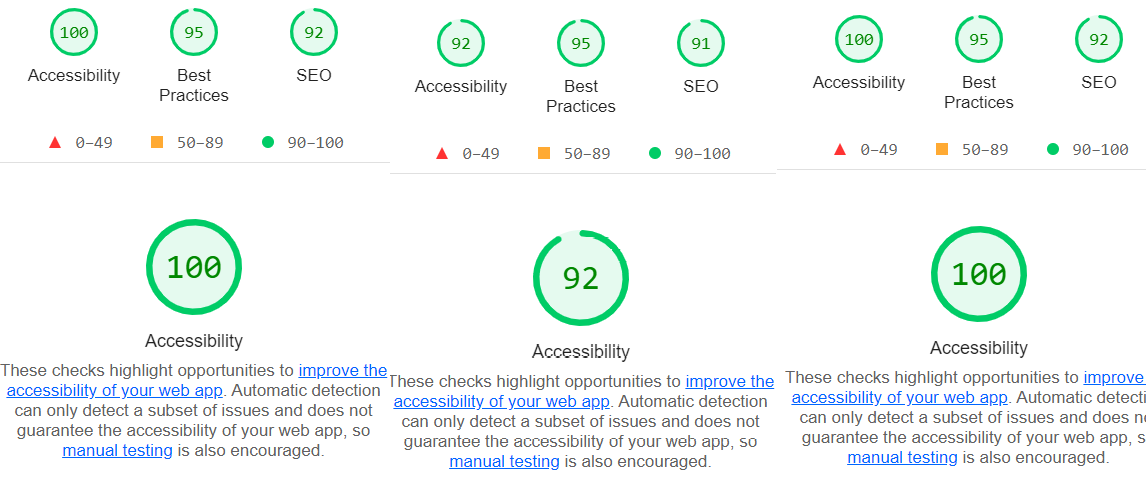 100 95 92
Accessibility Best Practices SEO
0–49 50–89 90–100
100
Accessibility
These checks highlight opportunities to improve the
accessibility of your web app. Automatic detection
can only detect a subset of issues and does not
guarantee the accessibility of your web app, so
manual testing is also encouraged.
92 95 91
Accessibility Best Practices SEO
0–49 50–89 90–100
92
Accessibility
These checks highlight opportunities to improve the
accessibility of your web app. Automatic detection
can only detect a subset of issues and does not
guarantee the accessibility of your web app, so
manual testing is also encouraged.
100 95 92
Accessibility Best Practices SEO
0–49 50–89 90–100
100
Accessibility
These checks highlight opportunities to improve
accessibility of your web app. Automatic detecti
can only detect a subset of issues and does n
guarantee the accessibility of your web app, s
manual testing is also encouraged.